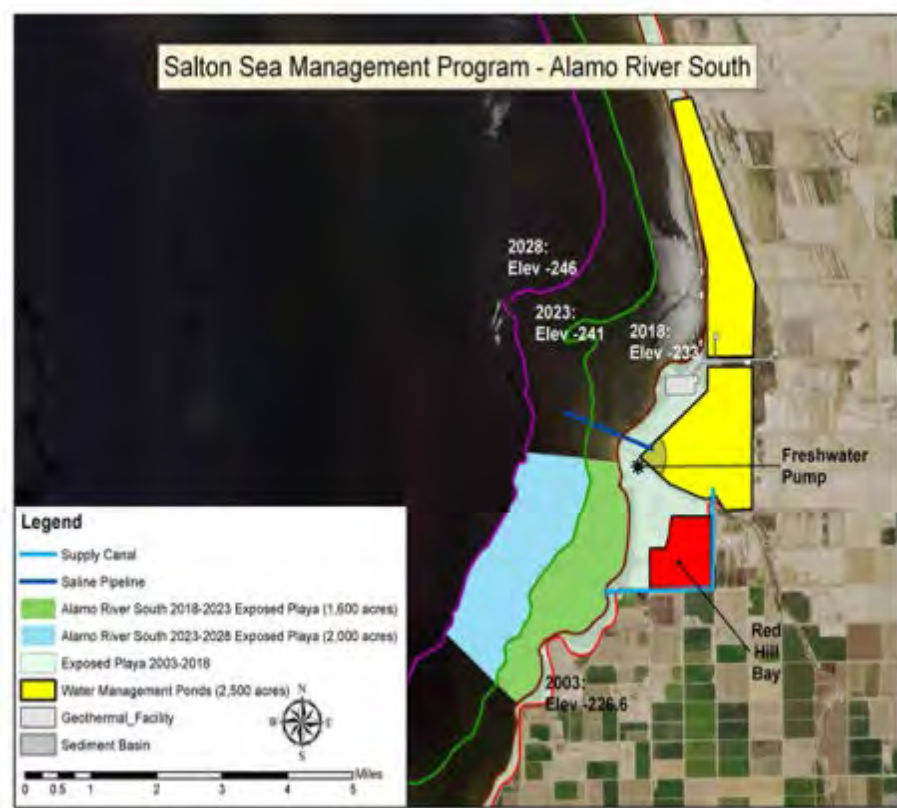 Salton Sea Management Program - Alamo River South
2028:
Elev -246
2023:
Elev -241
2018:
Elev -233
Freshwater
Pump
Red
Hill
Bay
2003:
Elev -226.6
Legend
Supply Canal
Saline Pipeline
Alamo River South 2018-2023 Exposed Playa (1,600 acres)
Alamo River South 2023-2028 Exposed Playa (2,000 acres)
Exposed Playa 2003-2018
Water Management Ponds (2,500 acres)
Geothermal_Facility
Sediment Basin
N
W
E
S
Miles
0 0.5 1 2 3 4 5